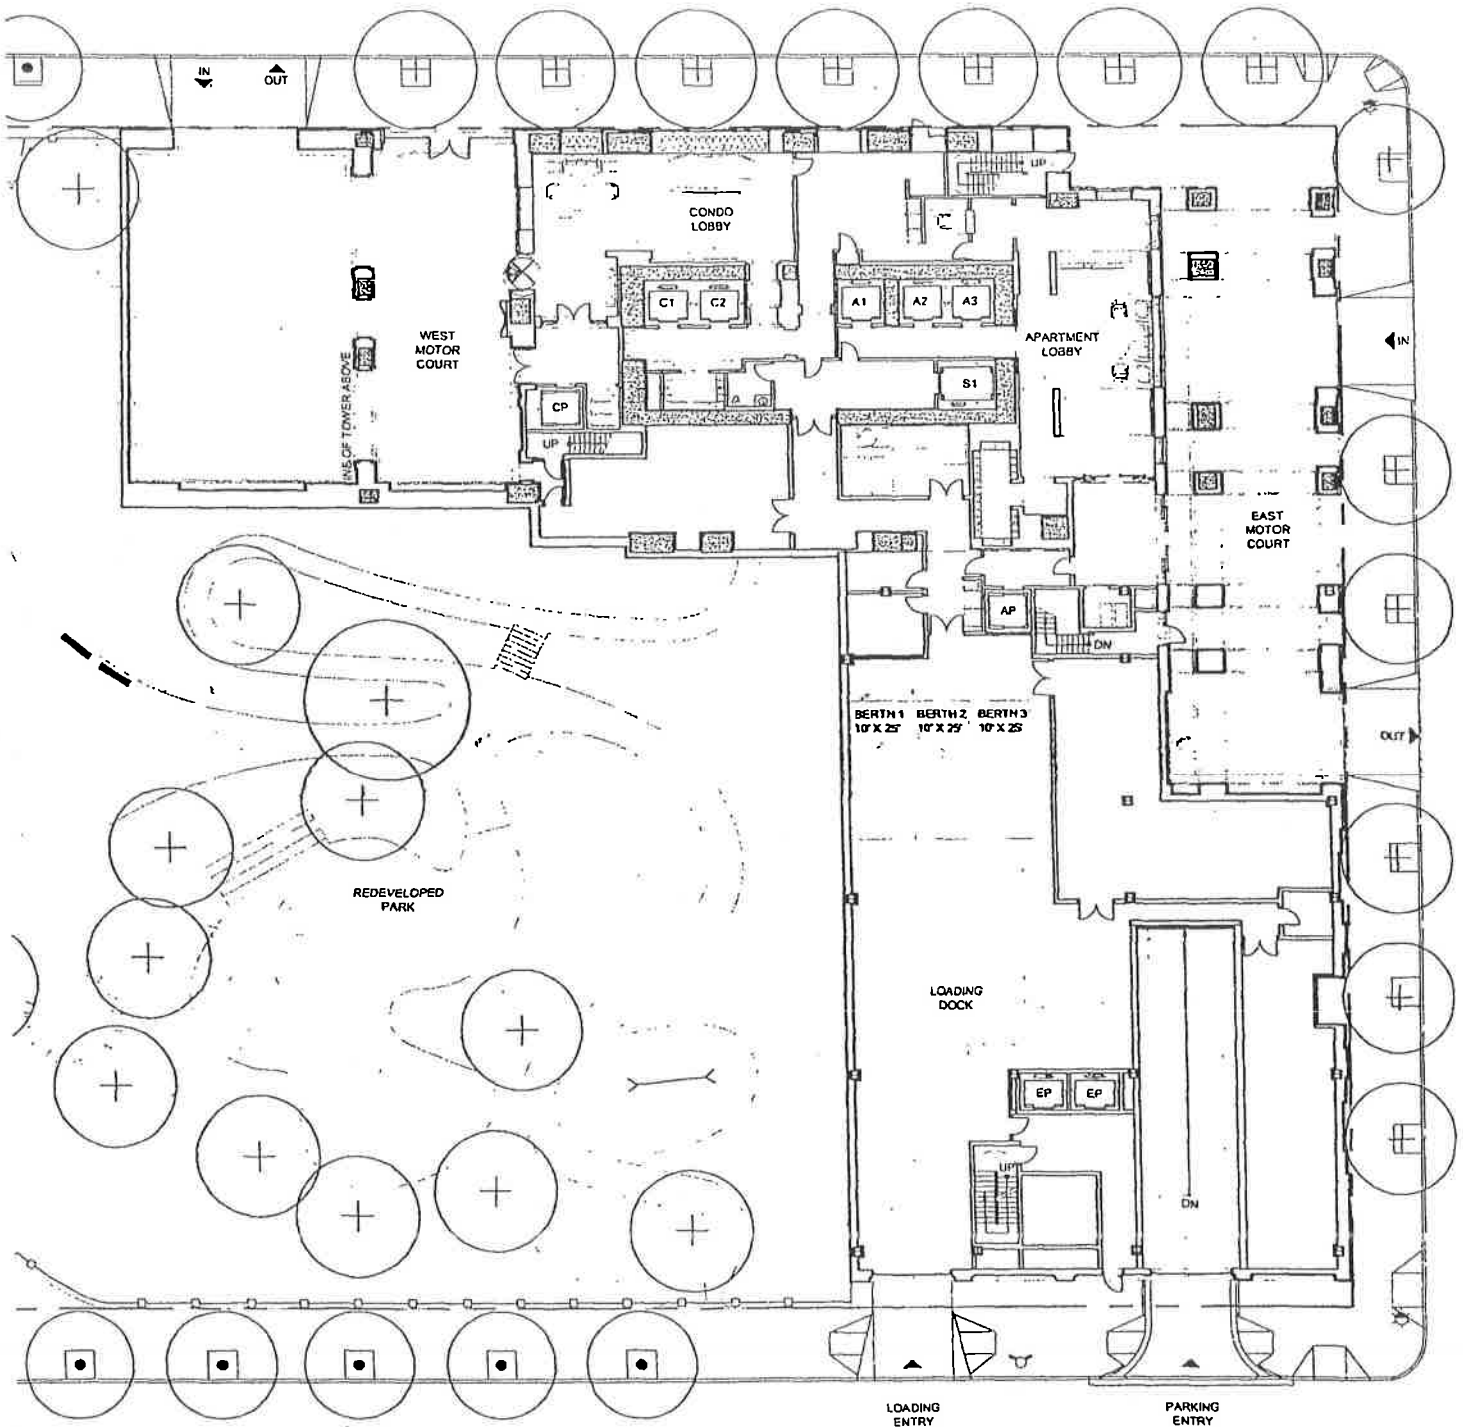 IN
OUT
UP
CONDO
LOBBY
C1
C2
A1
A2
A3
WEST
MOTOR
COURT
APARTMENT
LOBBY
IN
LINE OF TOWER ABOVE
CP
S1
UP
EAST
MOTOR
COURT
AP
DN
BERTH 1
10' X 25'
BERTH 2
10' X 25'
BERTH 3
10' X 25'
OUT
REDEVELOPED
PARK
LOADING
DOCK
EP
EP
UP
DN
LOADING
ENTRY
PARKING
ENTRY